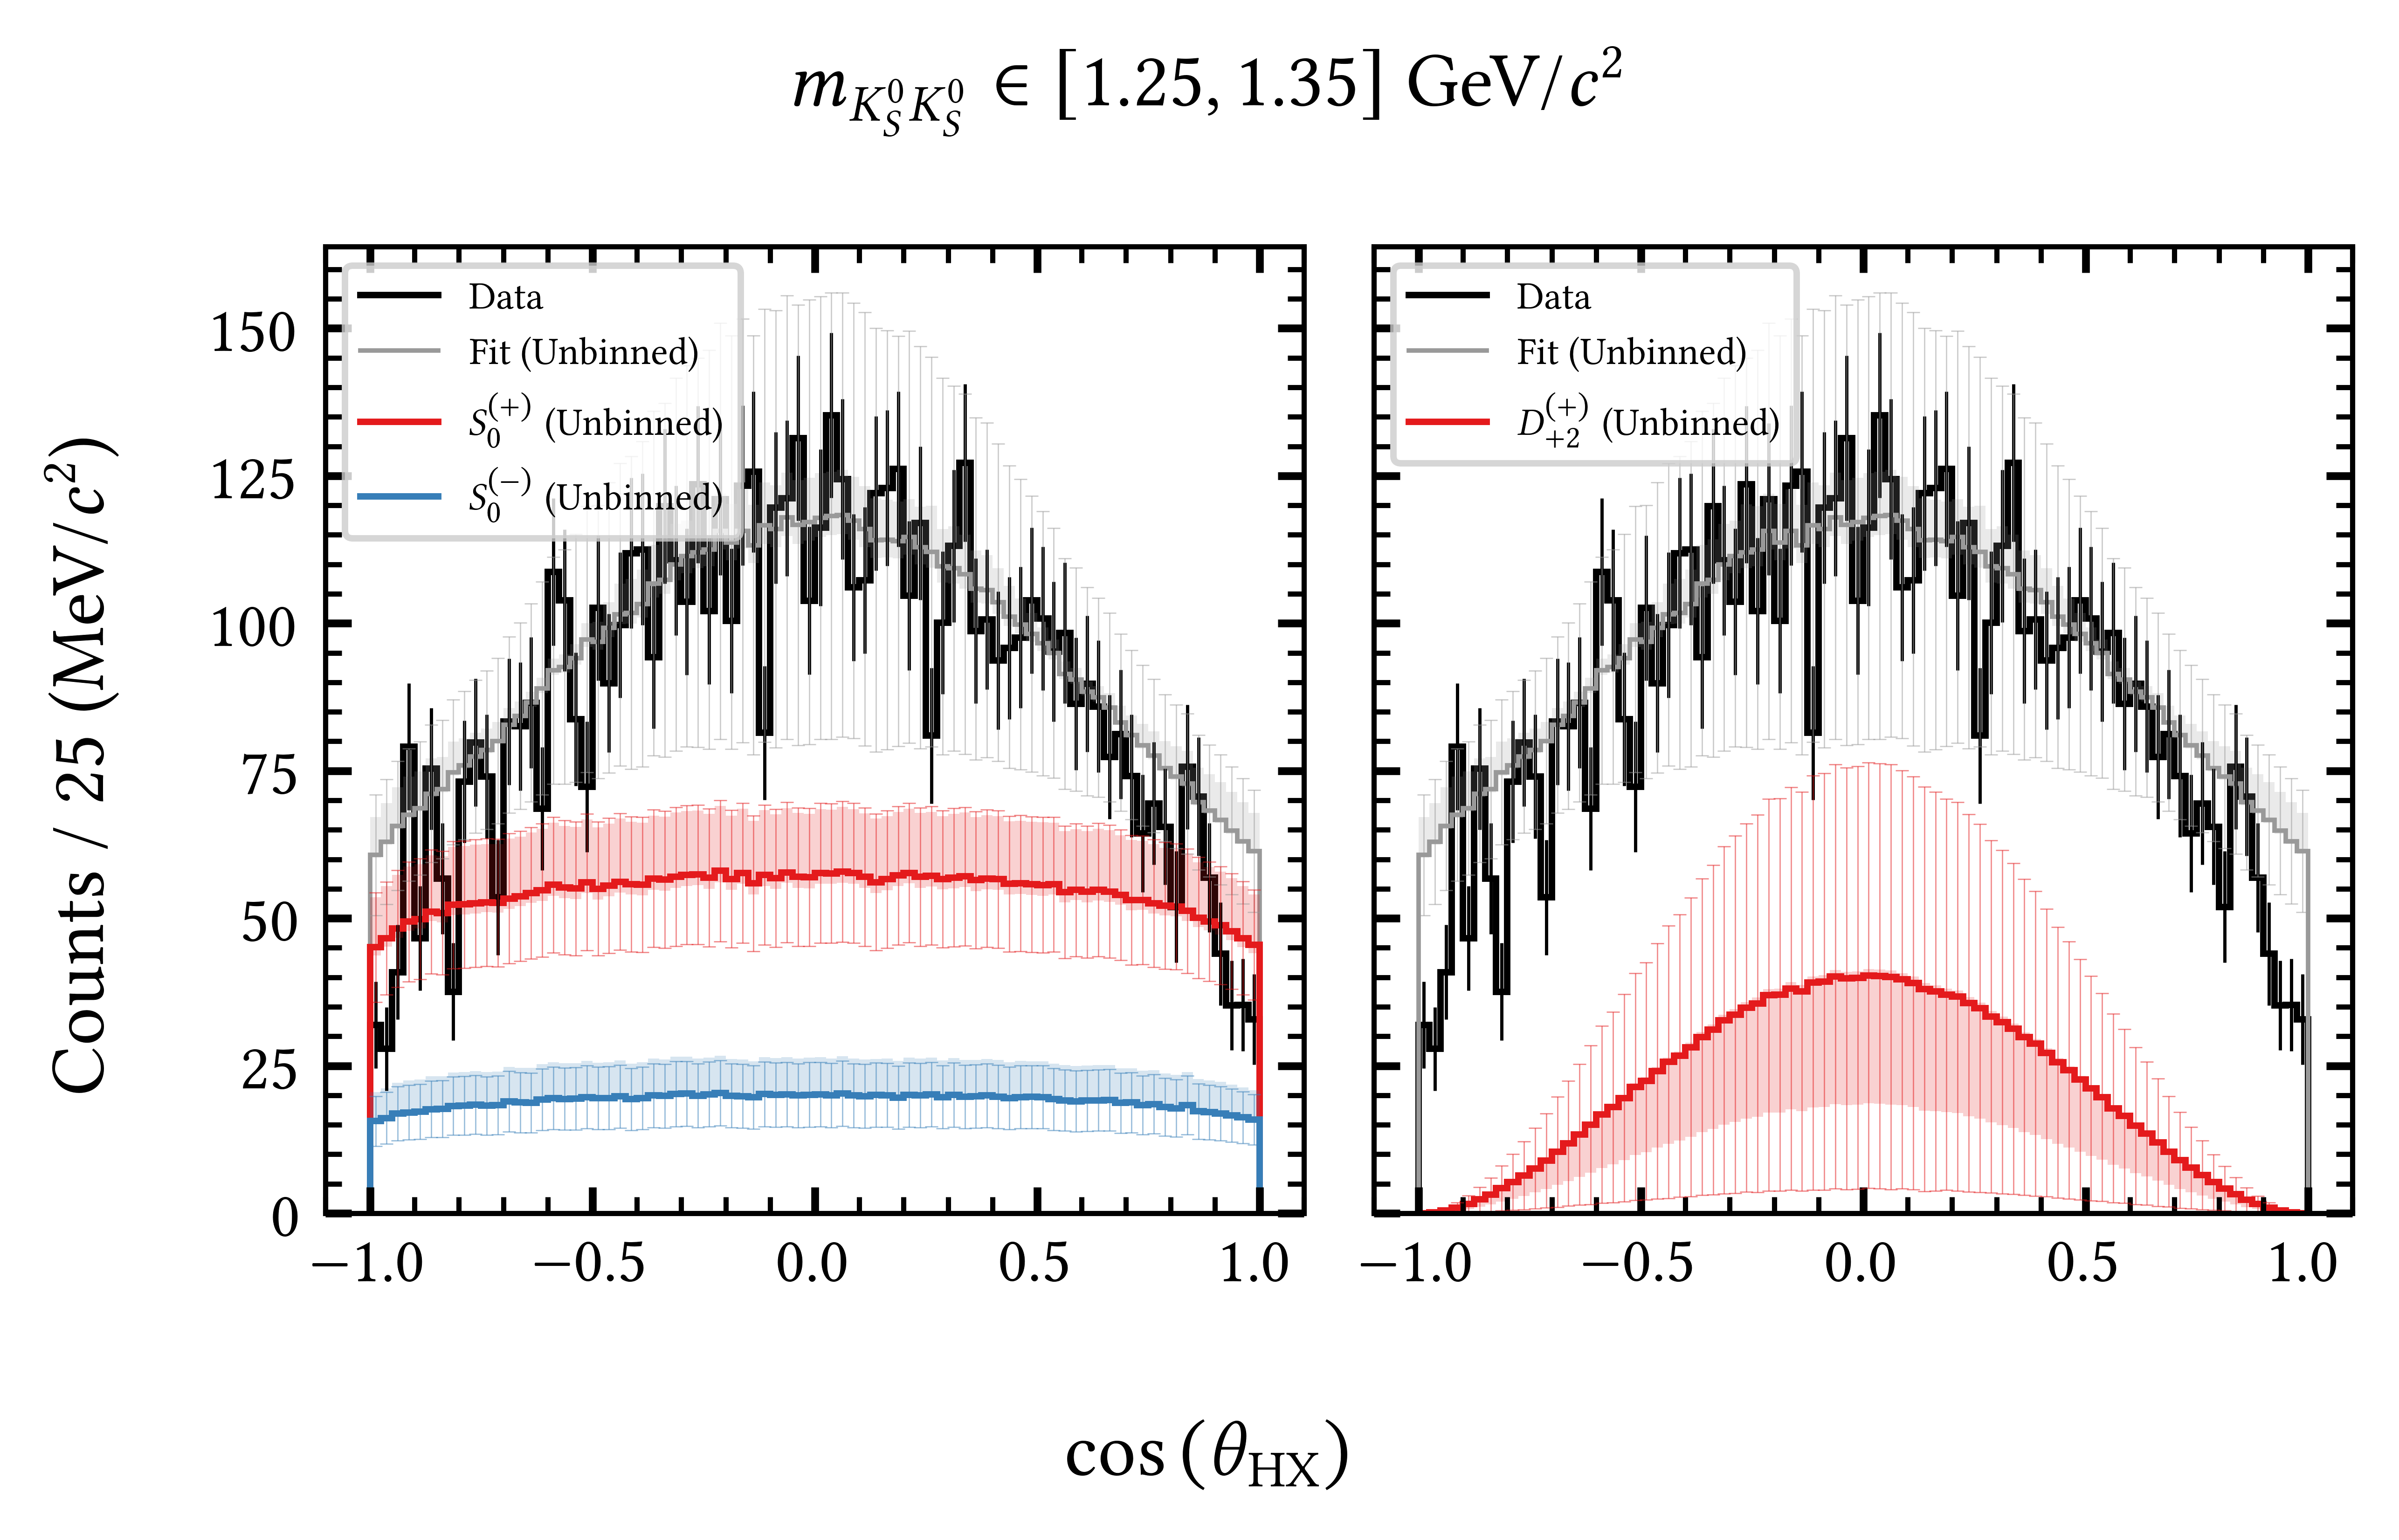 m_{K_S^0 K_S^0} ∈ [1.25, 1.35] GeV/c²
Counts / 25 (MeV/c²)
150
125
100
75
50
25
0
Data
Fit (Unbinned)
S_0^{(+)} (Unbinned)
S_0^{(−)} (Unbinned)
−1.0 −0.5 0.0 0.5 1.0
Data
Fit (Unbinned)
D_{+2}^{(+)} (Unbinned)
−1.0 −0.5 0.0 0.5 1.0
cos (θ_{HX})